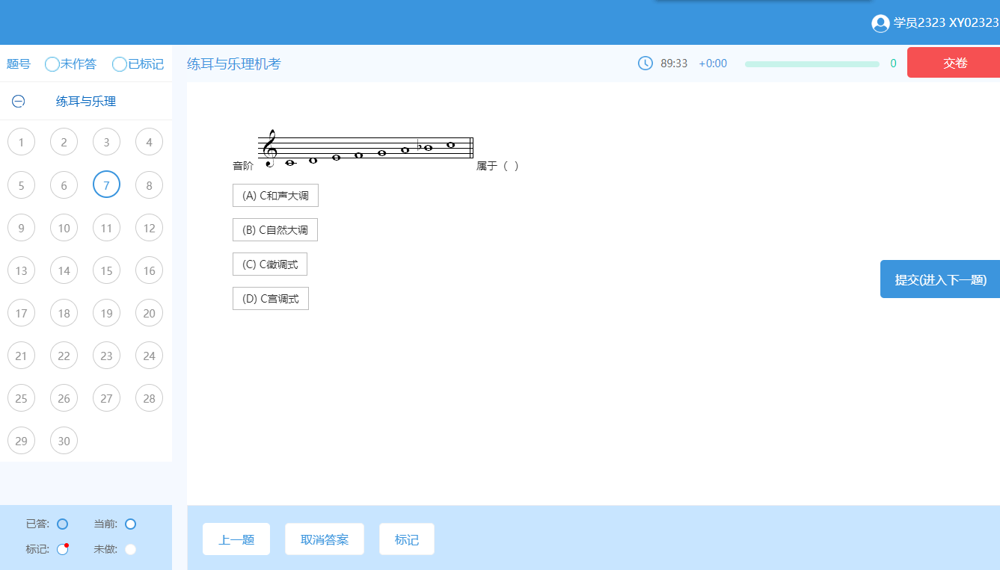 学员2323 XY02323
题号 未作答 已标记
练耳与乐理机考 89:33 +0:00 0 交卷
练耳与乐理
1 2 3 4
5 6 7 8
9 10 11 12
13 14 15 16
17 18 19 20
21 22 23 24
25 26 27 28
29 30
音阶 属于（ ）
(A) C和声大调
(B) C自然大调
(C) C徵调式
(D) C宫调式
提交(进入下一题)
已答: 当前:
标记: 未做:
上一题 取消答案 标记